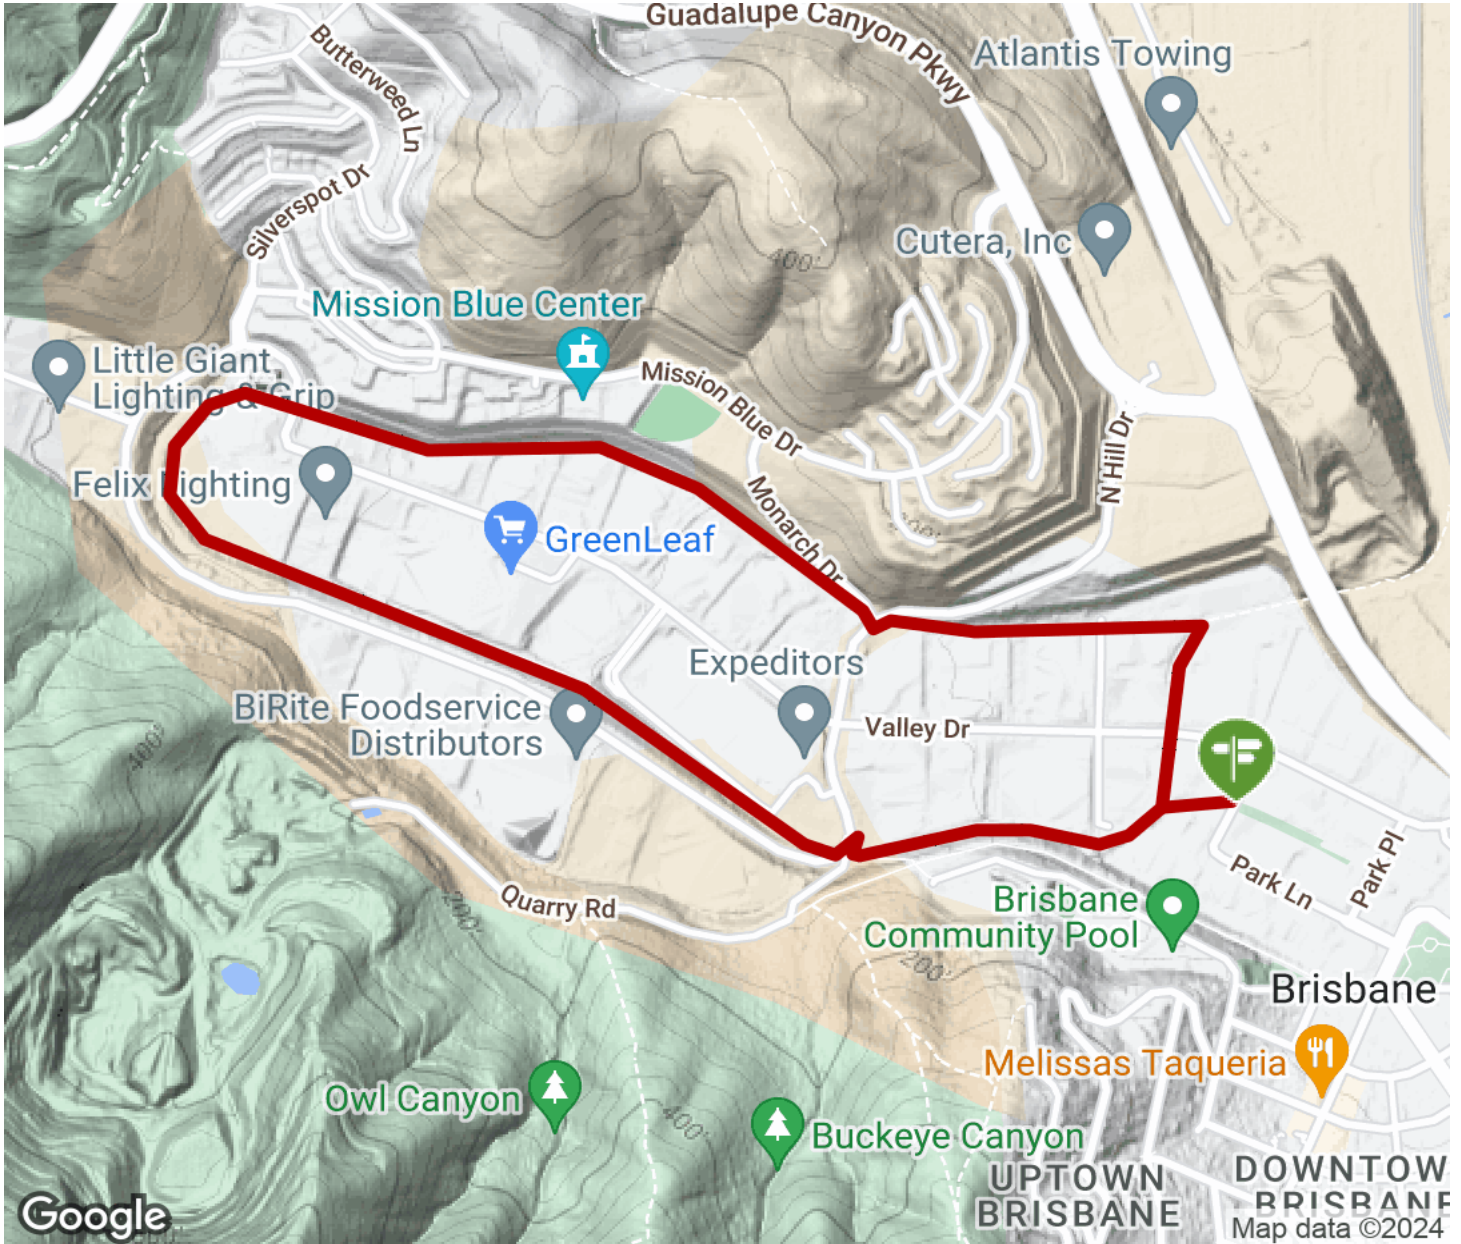 Guadalupe Canyon Pkwy
Atlantis Towing
Butterweed Ln
Silverspot Dr
Cutera, Inc
400'
Mission Blue Center
Little Giant
Lighting & Grip
Mission Blue Dr
N Hill Dr
Felix Lighting
Monarch Dr
200'
GreenLeaf
Expeditors
BiRite Foodservice
Distributors
Valley Dr
400'
Park Pl
Park Ln
Quarry Rd
200'
Brisbane
Community Pool
200'
Brisbane
Melissas Taqueria
Owl Canyon
400'
Buckeye Canyon
UPTOWN
BRISBANE
DOWNTOW
BRISBANE
Google
Map data ©2024